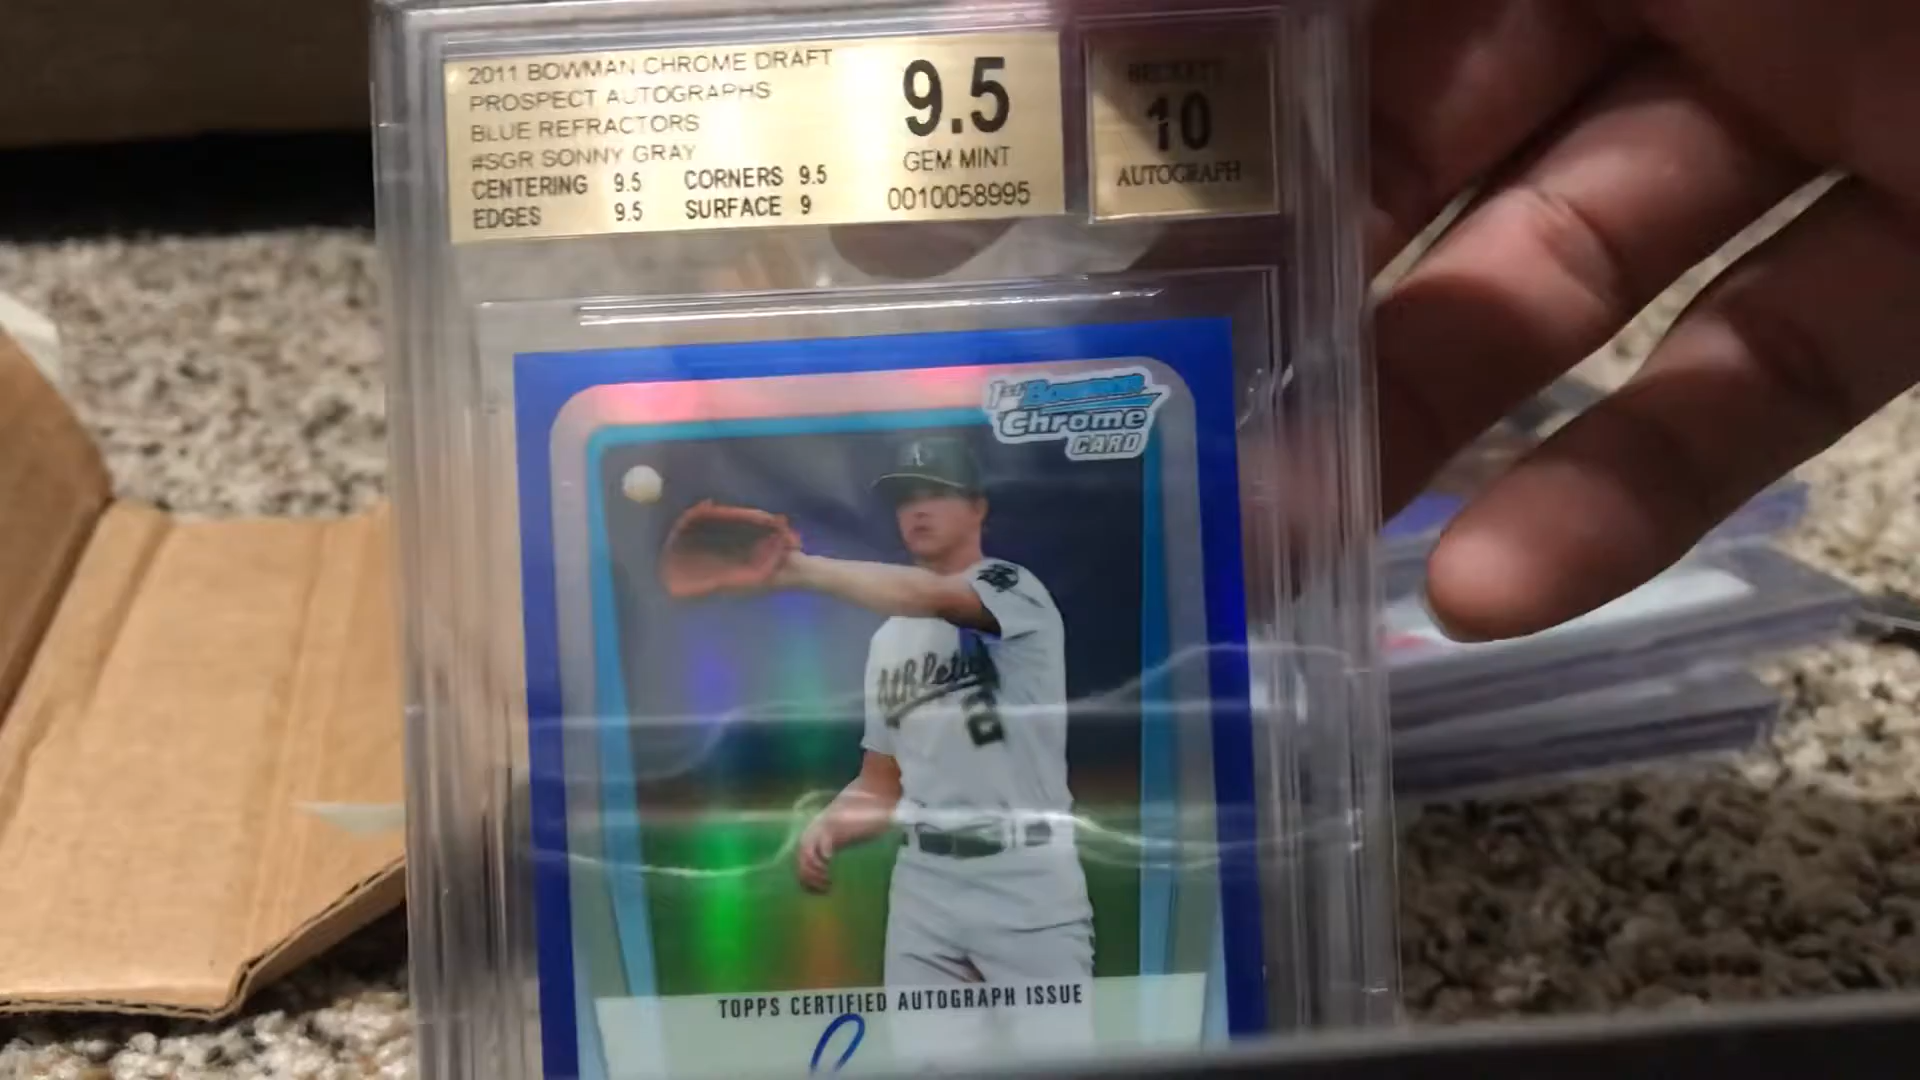 2011 BOWMAN CHROME DRAFT
PROSPECT AUTOGRAPHS
BLUE REFRACTORS
#SGR SONNY GRAY
CENTERING 9.5 CORNERS 9.5
EDGES 9.5 SURFACE 9
9.5
GEM MINT
0010058995
BECKETT
10
AUTOGRAPH
1st Bowman
Chrome
CARD
Athletics
TOPPS CERTIFIED AUTOGRAPH ISSUE